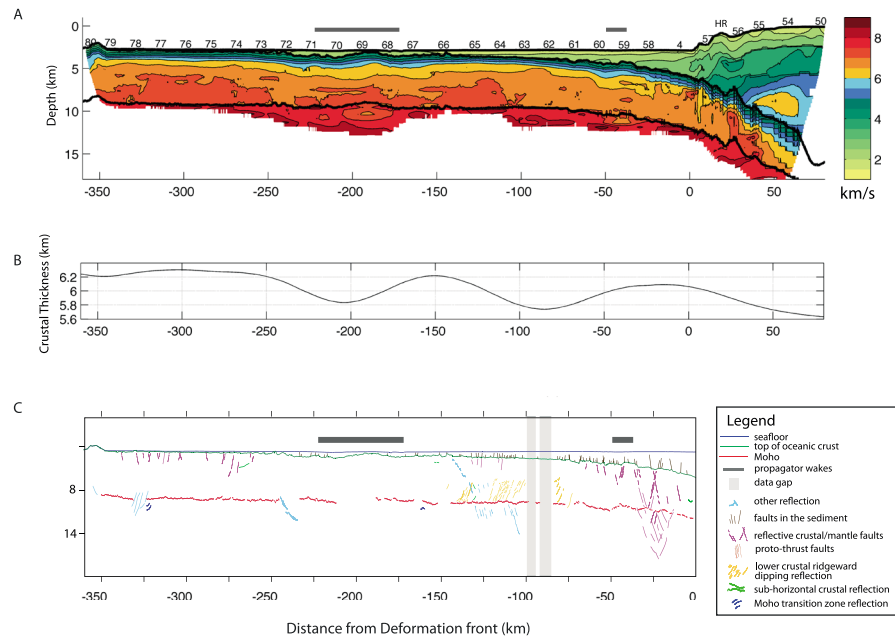 A
0
5
10
15
Depth (km)
80 79 78 77 76 75 74 73 72 71 70 69 68 67 66 65 64 63 62 61 60 59 58 4 57 HR 56 55 54 50
-350 -300 -250 -200 -150 -100 -50 0 50
8
6
4
2
km/s
B
Crustal Thickness (km)
6.2
6
5.8
5.6
-350 -300 -250 -200 -150 -100 -50 0 50
C
8
14
-350 -300 -250 -200 -150 -100 -50 0
Distance from Deformation front (km)
Legend
seafloor
top of oceanic crust
Moho
propagator wakes
data gap
other reflection
faults in the sediment
reflective crustal/mantle faults
proto-thrust faults
lower crustal ridgeward
dipping reflection
sub-horizontal crustal reflection
Moho transition zone reflection